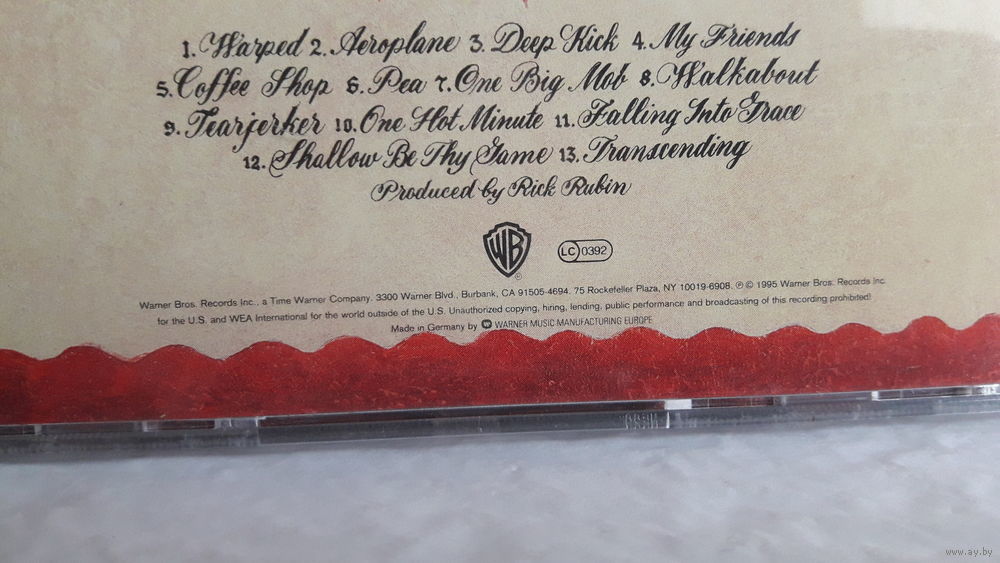 1. Warped 2. Aeroplane 3. Deep Kick 4. My Friends
5. Coffee Shop 6. Pea 7. One Big Mob 8. Walkabout
9. Tearjerker 10. One Hot Minute 11. Falling Into Grace
12. Shallow Be Thy Game 13. Transcending
Produced by Rick Rubin
WB LC 0392
Warner Bros. Records Inc., a Time Warner Company. 3300 Warner Blvd., Burbank, CA 91505-4694. 75 Rockefeller Plaza, NY 10019-6908. ℗ © 1995 Warner Bros. Records Inc.
for the U.S. and WEA International for the world outside of the U.S. Unauthorized copying, hiring, lending, public performance and broadcasting of this recording prohibited!
Made in Germany by WARNER MUSIC MANUFACTURING EUROPE
www.ay.by